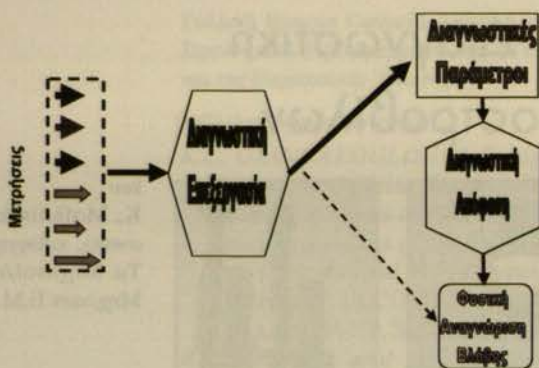 Μετρήσεις
Διαγνωστική
Επεξεργασία
Διαγνωστικές
Παράμετροι
Διαγνωστική
Απόφαση
Φυσική
Αναγνώριση
Βλάβης